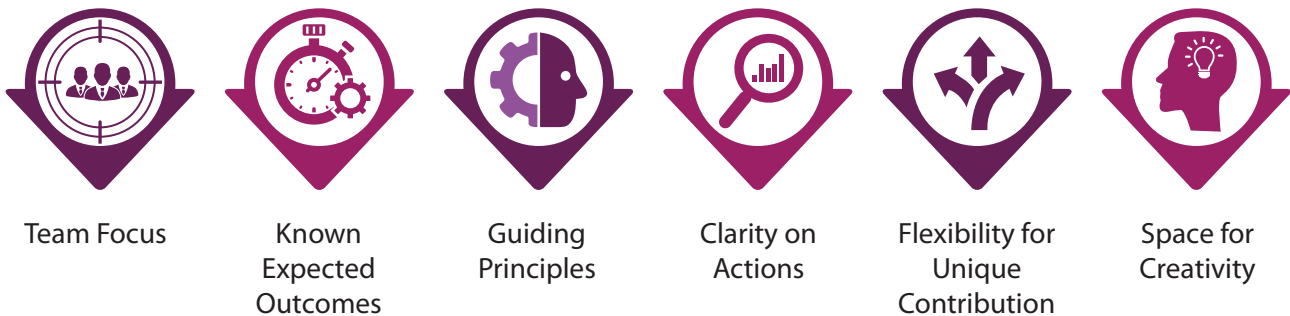 Team Focus
Known
Expected
Outcomes
Guiding
Principles
Clarity on
Actions
Flexibility for
Unique
Contribution
Space for
Creativity